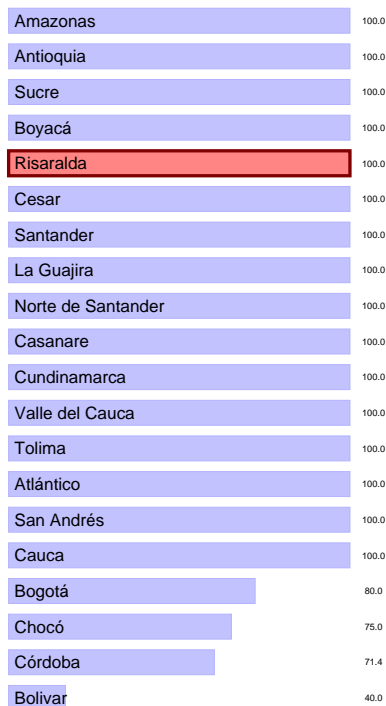 Amazonas 100.0
Antioquia 100.0
Sucre 100.0
Boyacá 100.0
Risaralda 100.0
Cesar 100.0
Santander 100.0
La Guajira 100.0
Norte de Santander 100.0
Casanare 100.0
Cundinamarca 100.0
Valle del Cauca 100.0
Tolima 100.0
Atlántico 100.0
San Andrés 100.0
Cauca 100.0
Bogotá 80.0
Chocó 75.0
Córdoba 71.4
Bolivar 40.0